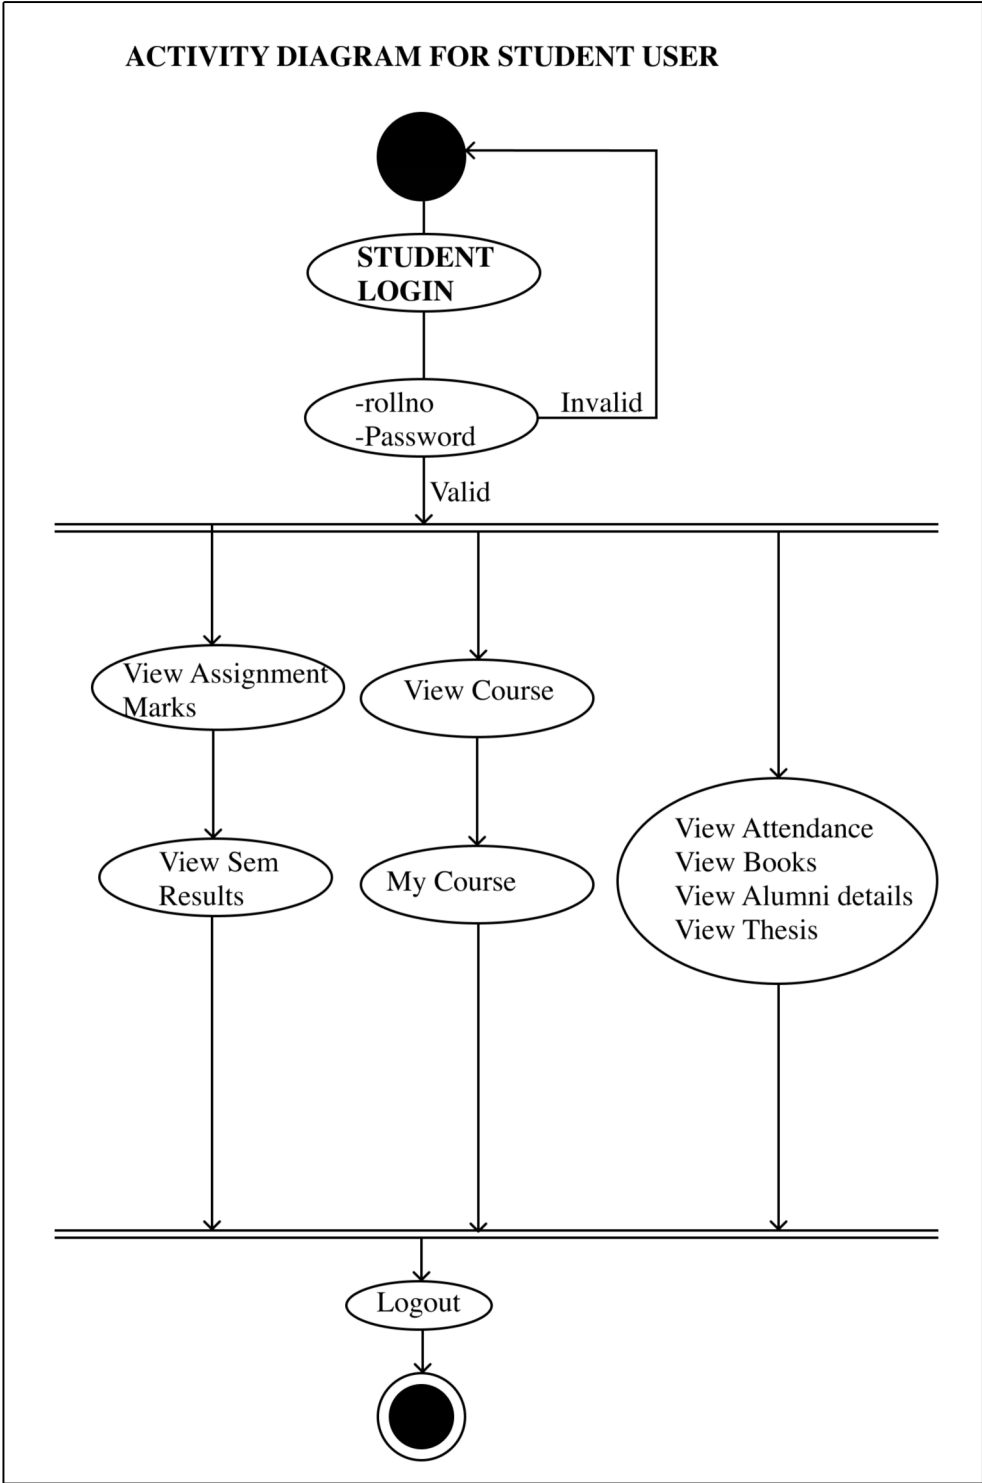 ACTIVITY DIAGRAM FOR STUDENT USER
STUDENT
LOGIN
-rollno
-Password
Invalid
Valid
View Assignment
Marks
View Course
View Sem
Results
My Course
View Attendance
View Books
View Alumni details
View Thesis
Logout